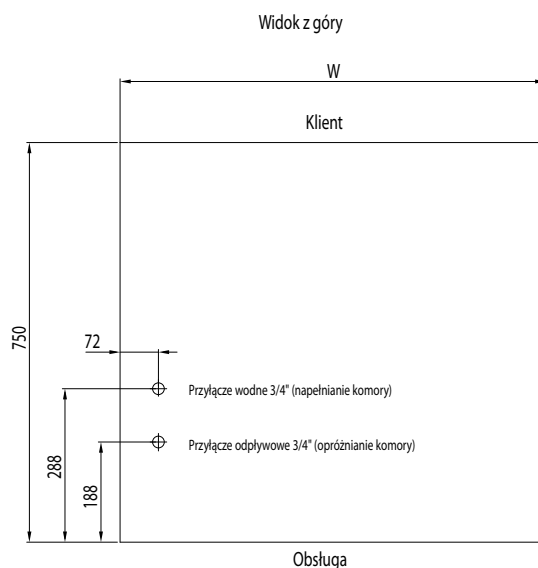 Widok z góry
W
Klient
750
72
Przyłącze wodne 3/4" (napełnianie komory)
288
Przyłącze odpływowe 3/4" (opróżnianie komory)
188
Obsługa